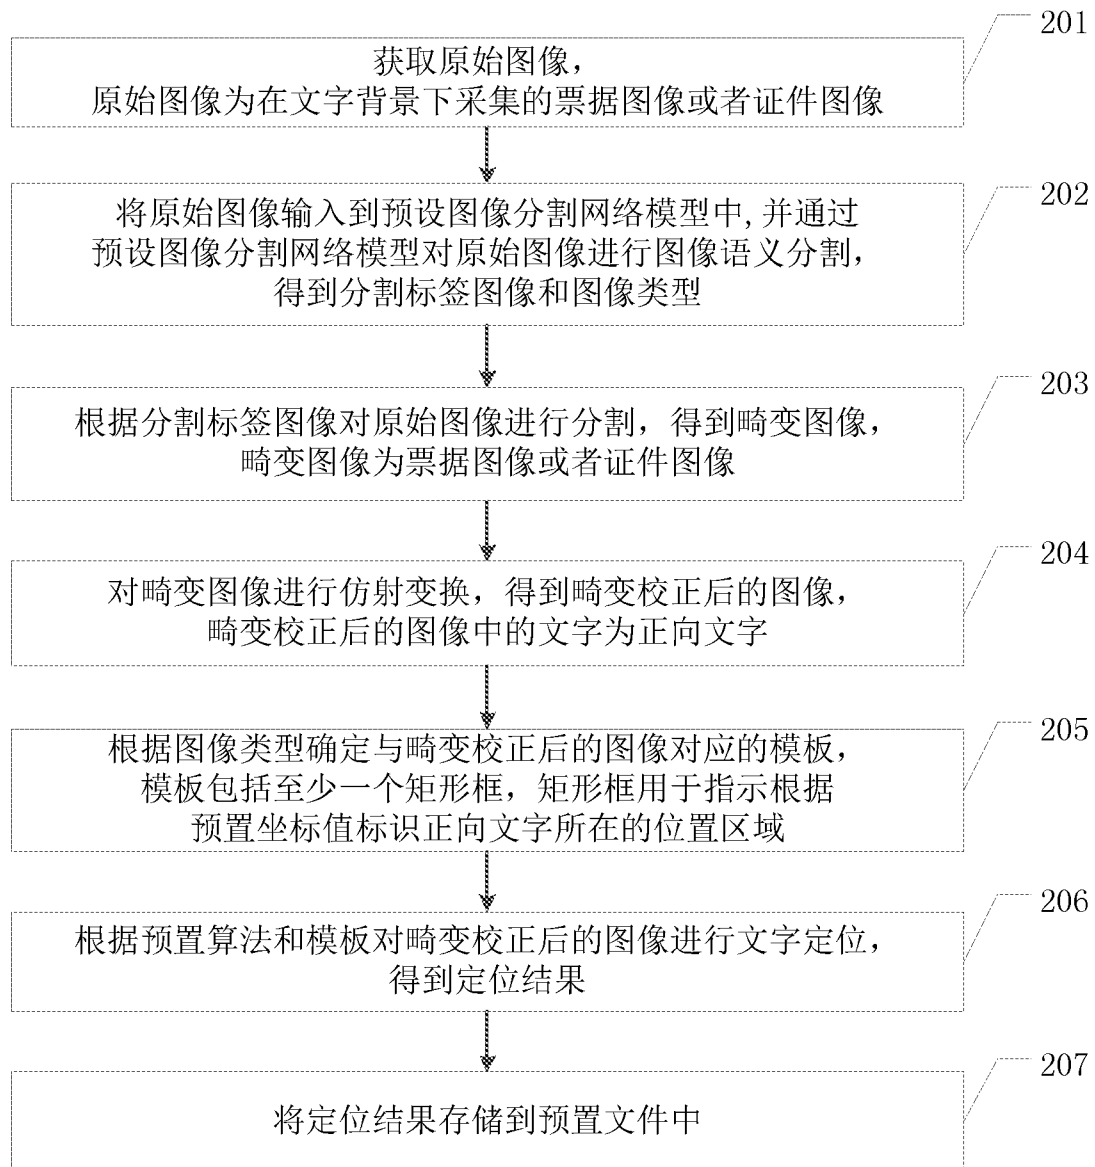 201
获取原始图像，
原始图像为在文字背景下采集的票据图像或者证件图像
202
将原始图像输入到预设图像分割网络模型中,并通过
预设图像分割网络模型对原始图像进行图像语义分割，
得到分割标签图像和图像类型
203
根据分割标签图像对原始图像进行分割，得到畸变图像，
畸变图像为票据图像或者证件图像
204
对畸变图像进行仿射变换，得到畸变校正后的图像，
畸变校正后的图像中的文字为正向文字
205
根据图像类型确定与畸变校正后的图像对应的模板，
模板包括至少一个矩形框，矩形框用于指示根据
预置坐标值标识正向文字所在的位置区域
206
根据预置算法和模板对畸变校正后的图像进行文字定位，
得到定位结果
207
将定位结果存储到预置文件中